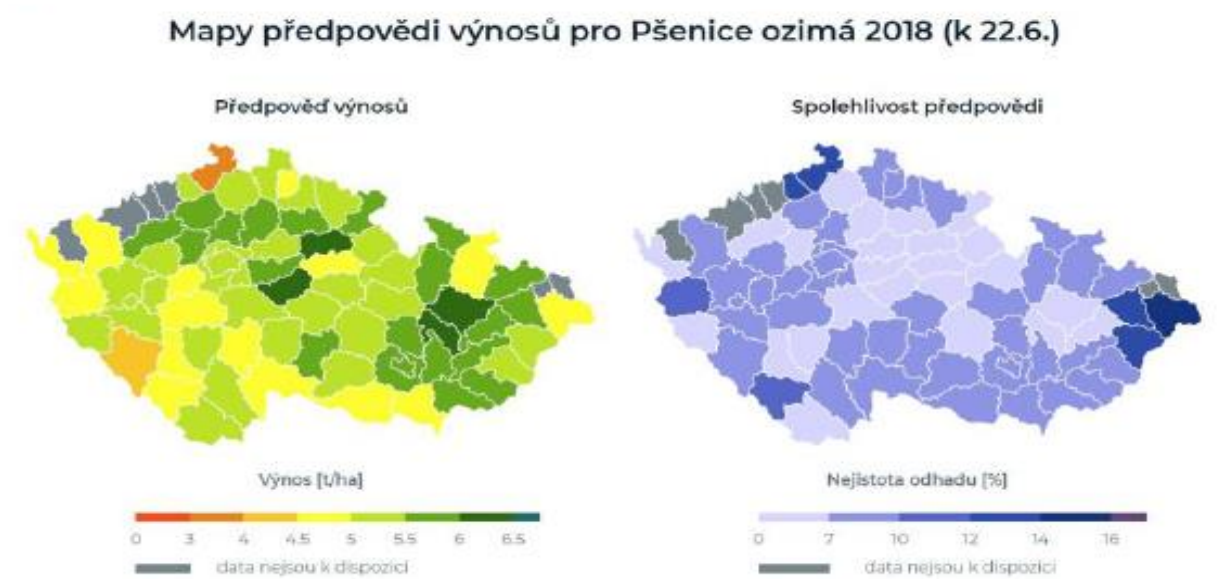 Mapy předpovědi výnosů pro Pšenice ozimá 2018 (k 22.6.)
Předpověď výnosů
Spolehlivost předpovědi
Výnos [t/ha]
Nejistota odhadu [%]
0 3 4 4.5 5 5.5 6 6.5
0 7 10 12 14 16
data nejsou k dispozici
data nejsou k dispozici